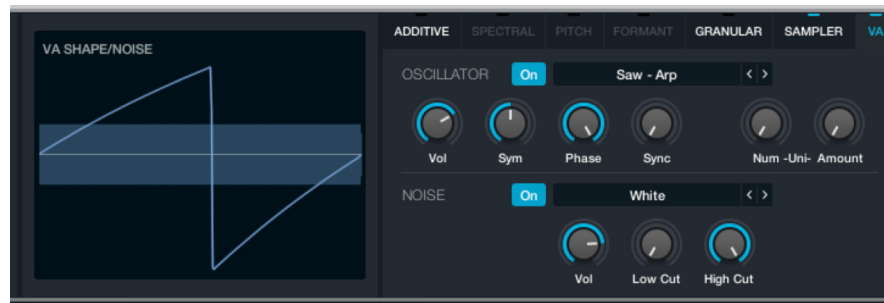 VA SHAPE/NOISE
ADDITIVE SPECTRAL PITCH FORMANT GRANULAR SAMPLER VA
OSCILLATOR On Saw - Arp < >
Vol Sym Phase Sync Num -Uni- Amount
NOISE On White < >
Vol Low Cut High Cut